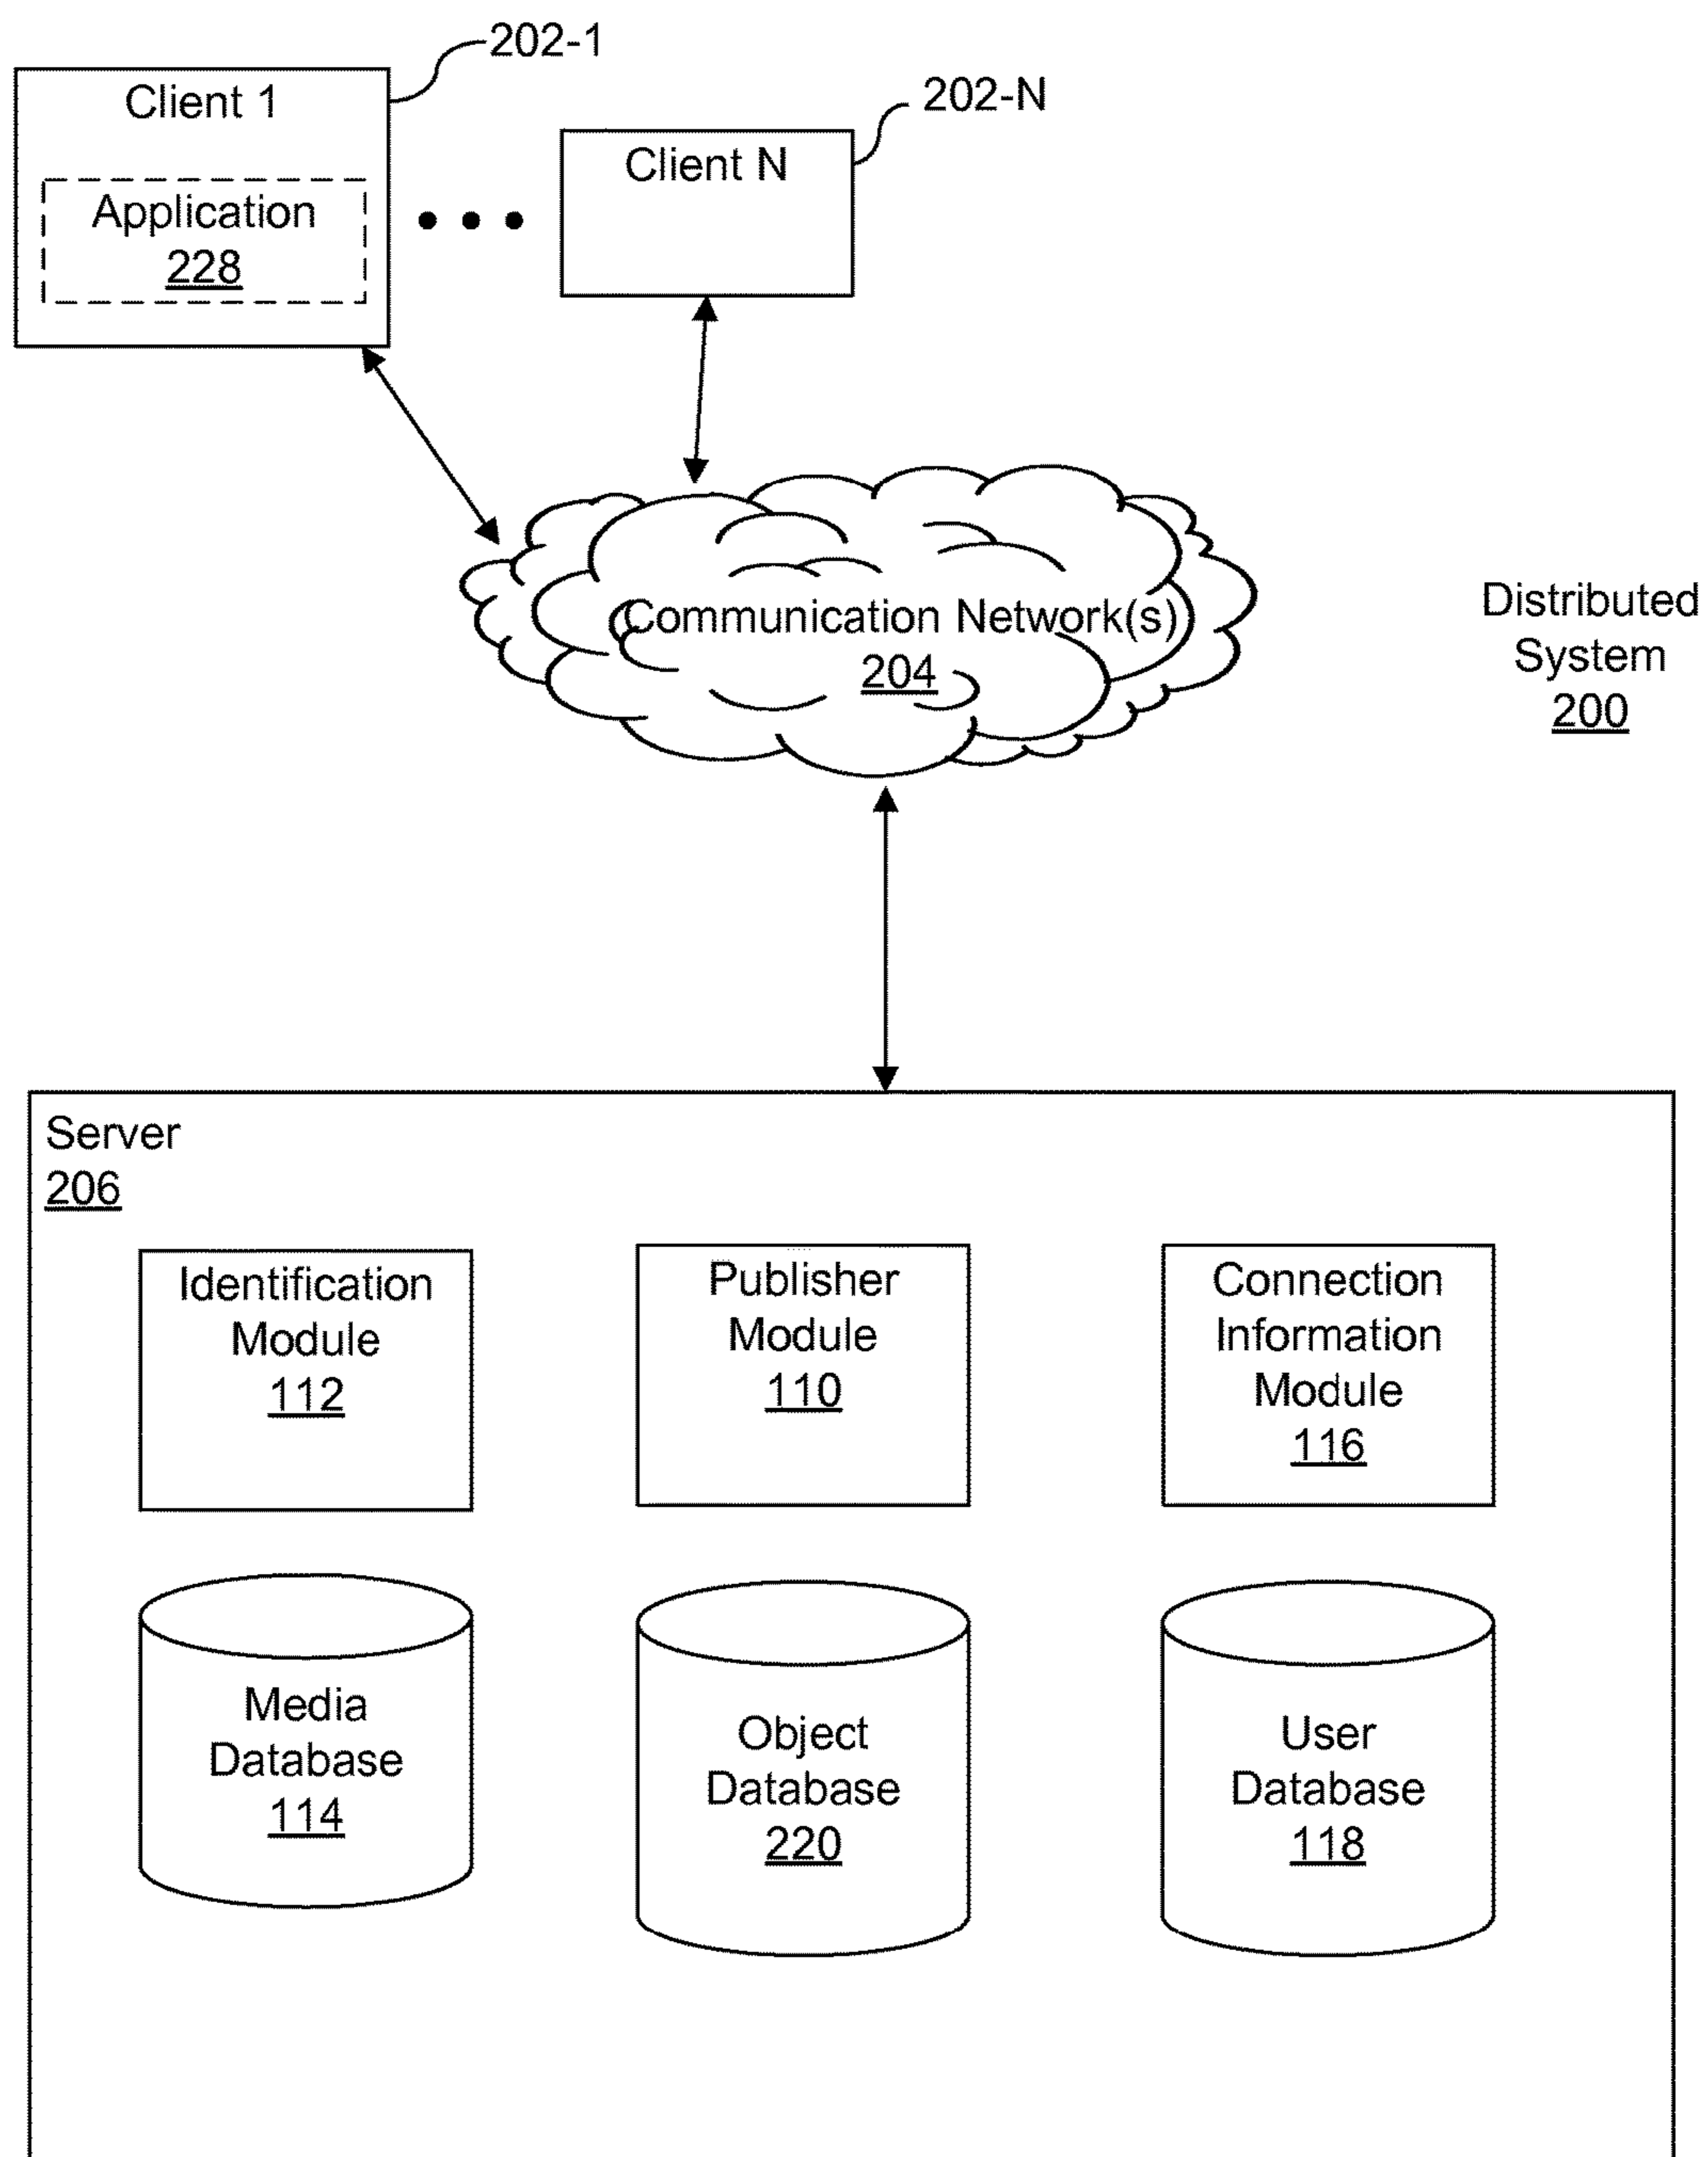 202-1
Client 1
Application
228
202-N
Client N
Communication Network(s)
204
Distributed
System
200
Server
206
Identification
Module
112
Publisher
Module
110
Connection
Information
Module
116
Media
Database
114
Object
Database
220
User
Database
118